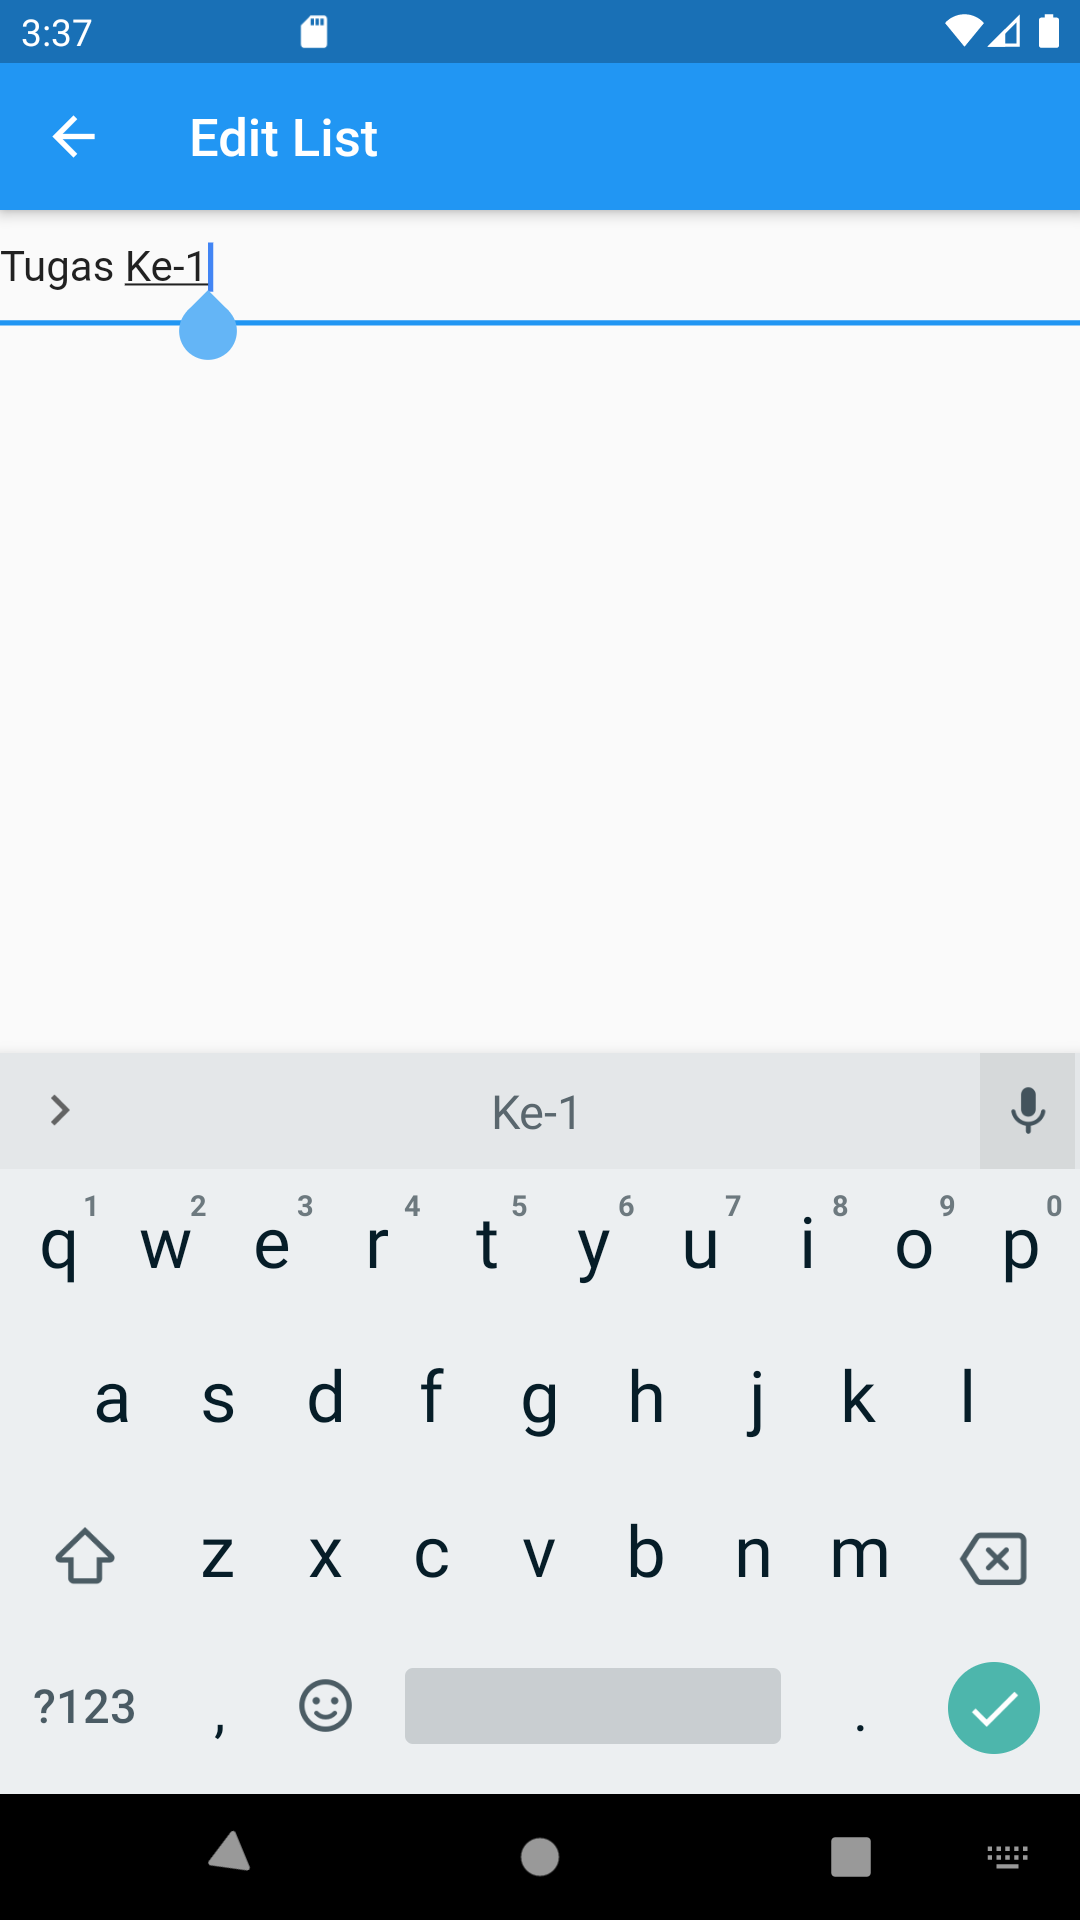 3:37
Edit List
Tugas Ke-1
Ke-1
1 2 3 4 5 6 7 8 9 0
q w e r t y u i o p
a s d f g h j k l
z x c v b n m
?123 , .